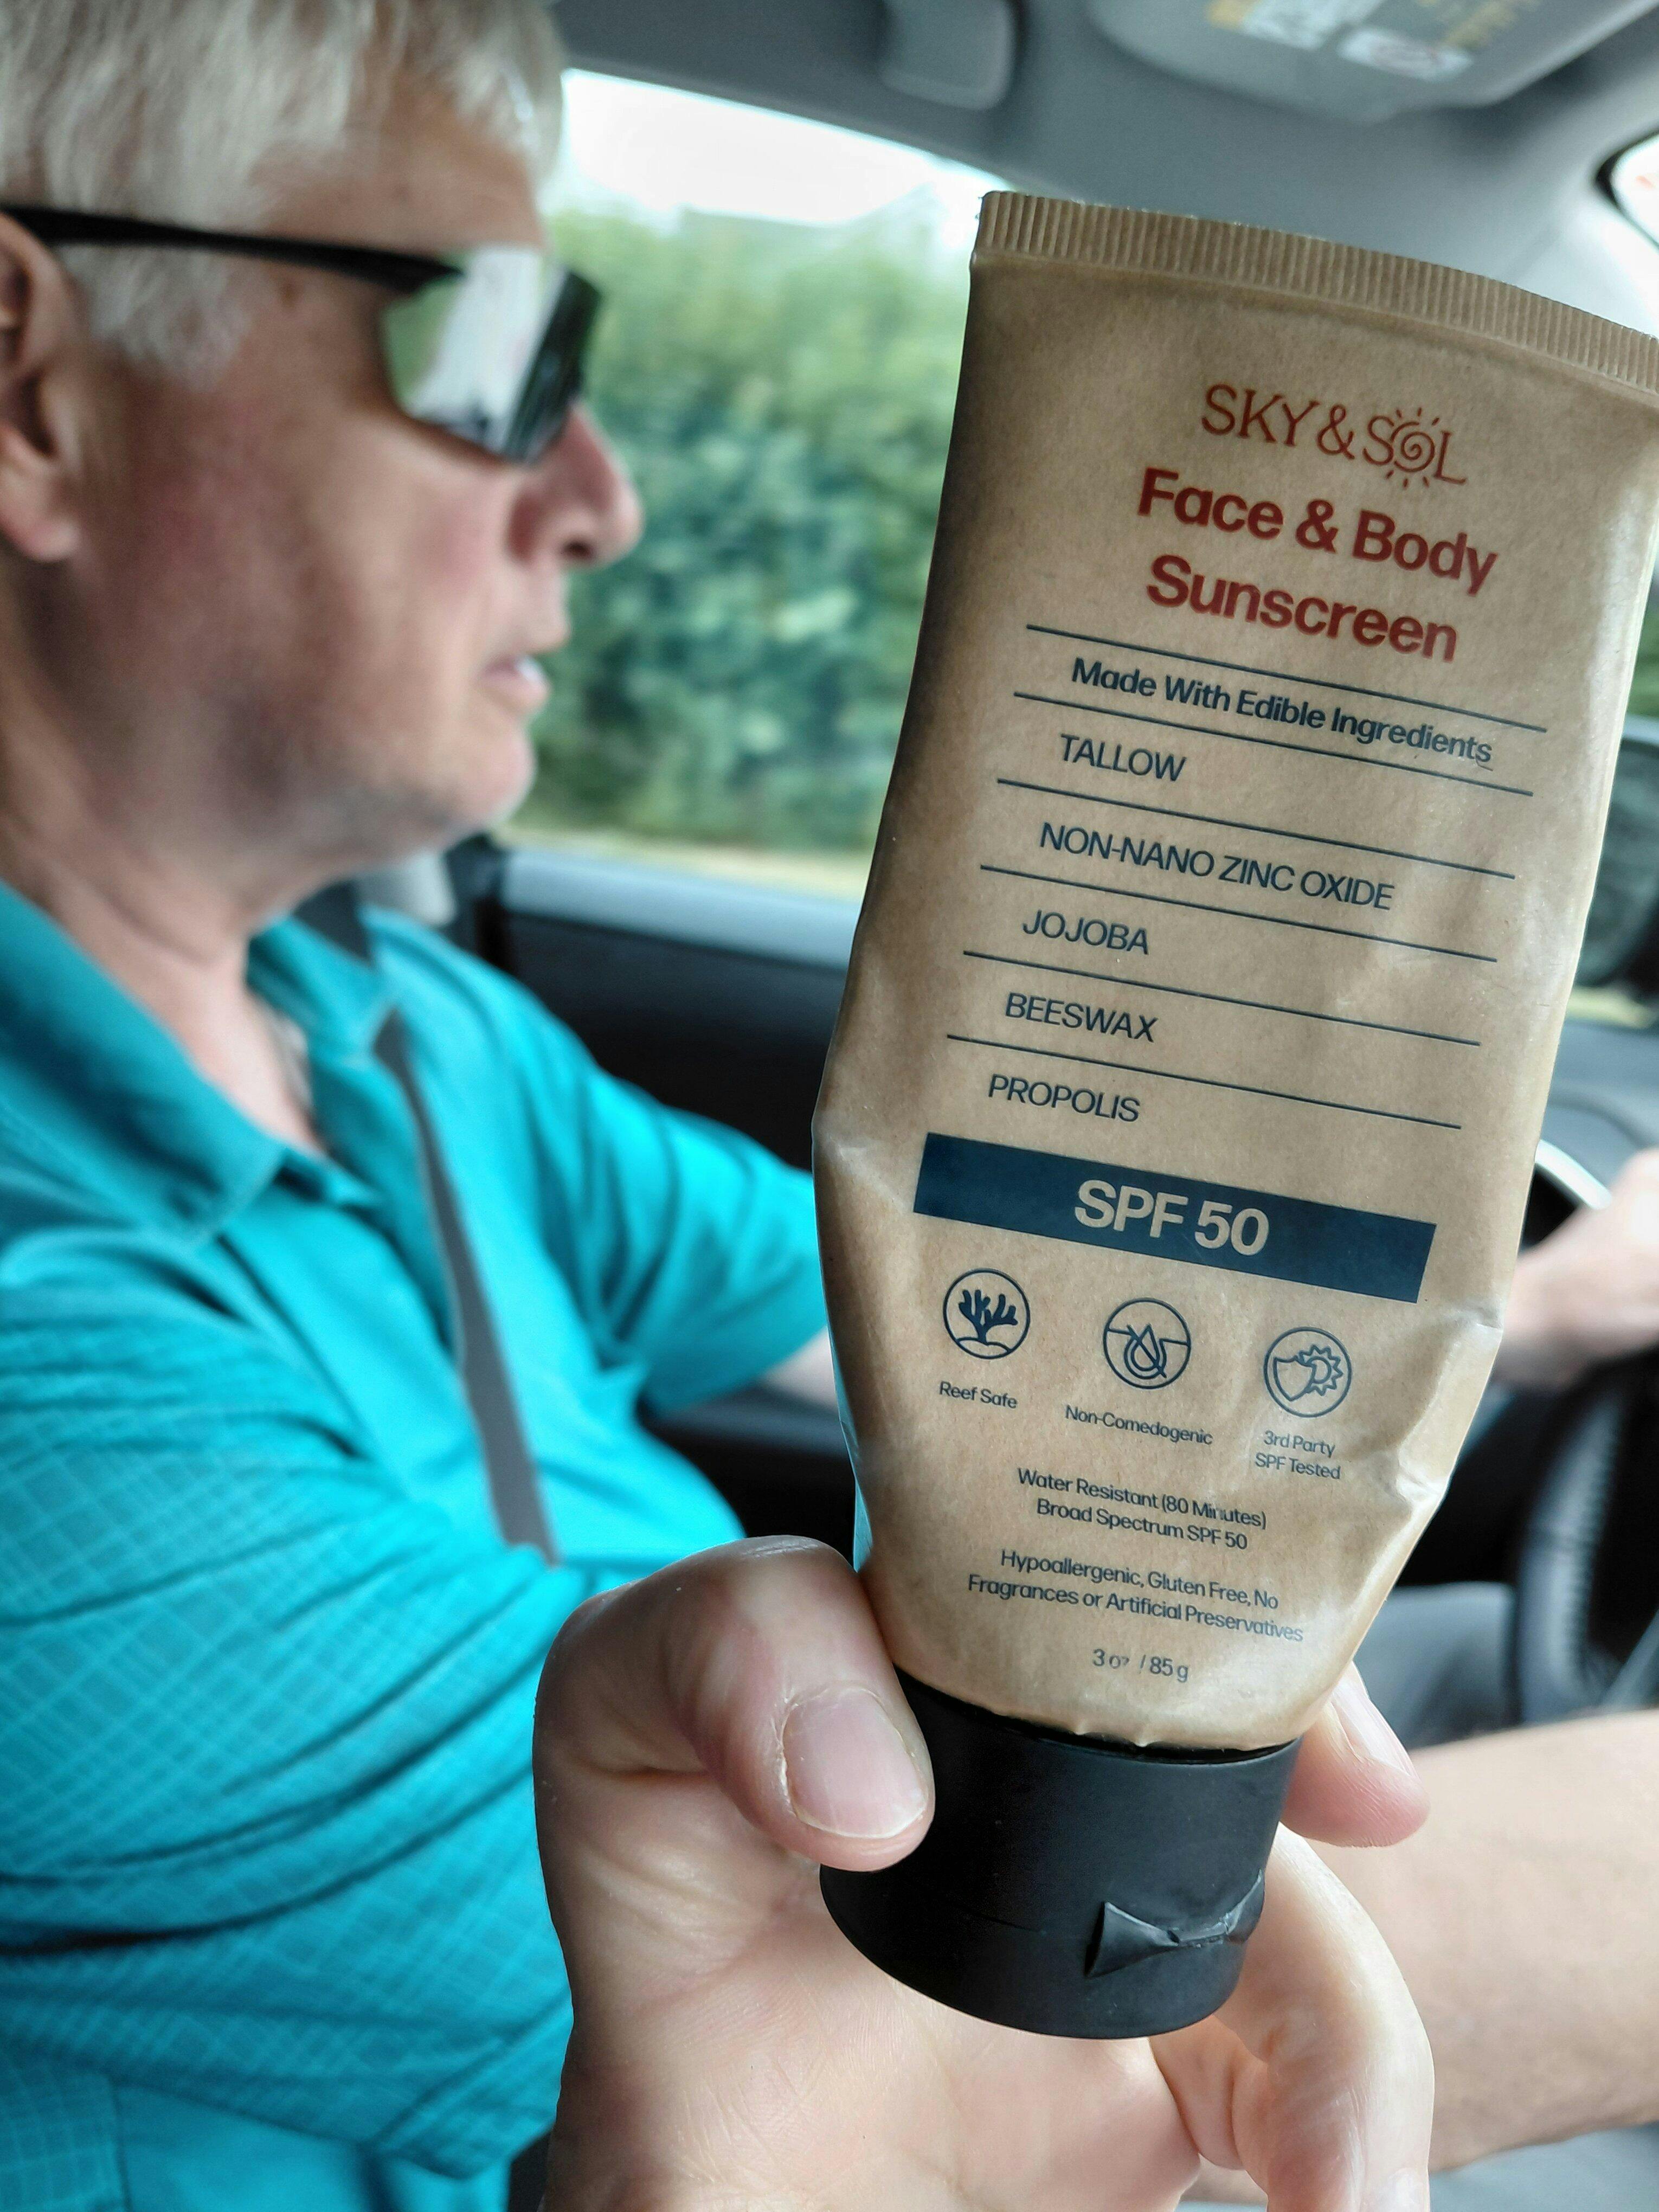 SKY & SOL
Face & Body
Sunscreen
Made With Edible Ingredients
TALLOW
NON-NANO ZINC OXIDE
JOJOBA
BEESWAX
PROPOLIS
SPF 50
Reef Safe
Non-Comedogenic
3rd Party
SPF Tested
Water Resistant (80 Minutes)
Broad Spectrum SPF 50
Hypoallergenic, Gluten Free, No
Fragrances or Artificial Preservatives
3 oz / 85 g